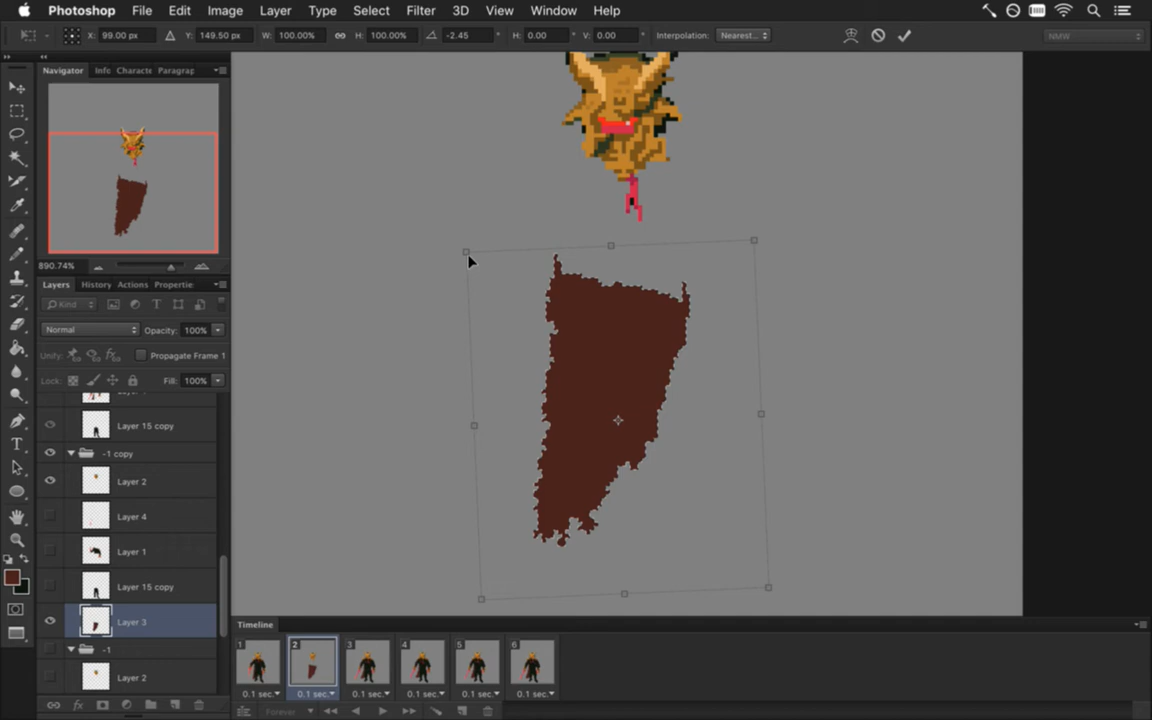 Photoshop File Edit Image Layer Type Select Filter 3D View Window Help
X: 99.00 px Y: 149.50 px W: 100.00% H: 100.00% -2.45 ° H: 0.00 ° V: 0.00 ° Interpolation: Nearest... NMW
Navigator Info Characte Paragrap
890.74%
Layers History Actions Propertie
Kind
Normal Opacity: 100%
Unify: Propagate Frame 1
Lock: Fill: 100%
Layer 15 copy
-1 copy
Layer 2
Layer 4
Layer 1
Layer 15 copy
Layer 3
-1
Layer 2
Timeline
1 2 3 4 5 6
0.1 sec. 0.1 sec. 0.1 sec. 0.1 sec. 0.1 sec. 0.1 sec.
Forever